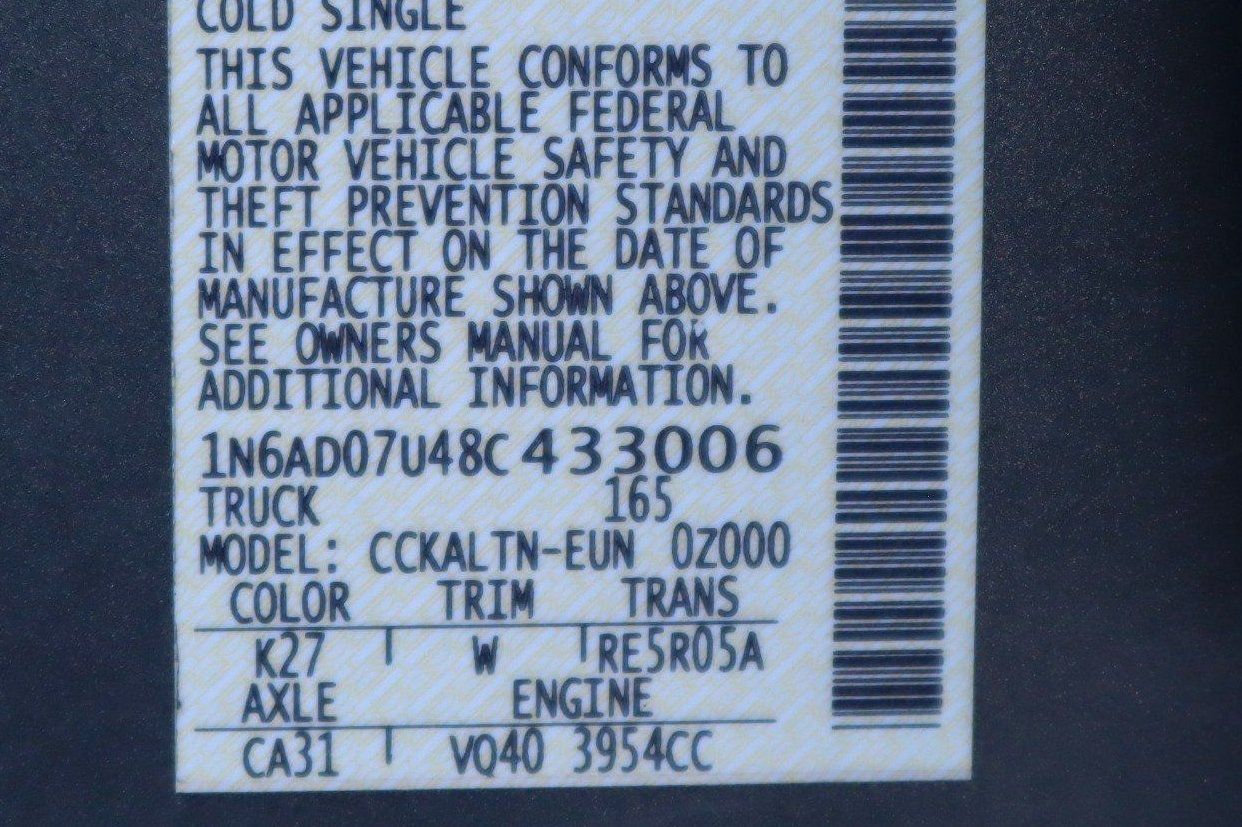 COLD SINGLE
THIS VEHICLE CONFORMS TO
ALL APPLICABLE FEDERAL
MOTOR VEHICLE SAFETY AND
THEFT PREVENTION STANDARDS
IN EFFECT ON THE DATE OF
MANUFACTURE SHOWN ABOVE.
SEE OWNERS MANUAL FOR
ADDITIONAL INFORMATION.
1N6AD07U48C433006
TRUCK 165
MODEL: CCKALTN-EUN 0Z000
COLOR TRIM TRANS
K27 W RE5R05A
AXLE ENGINE
CA31 VQ40 3954CC